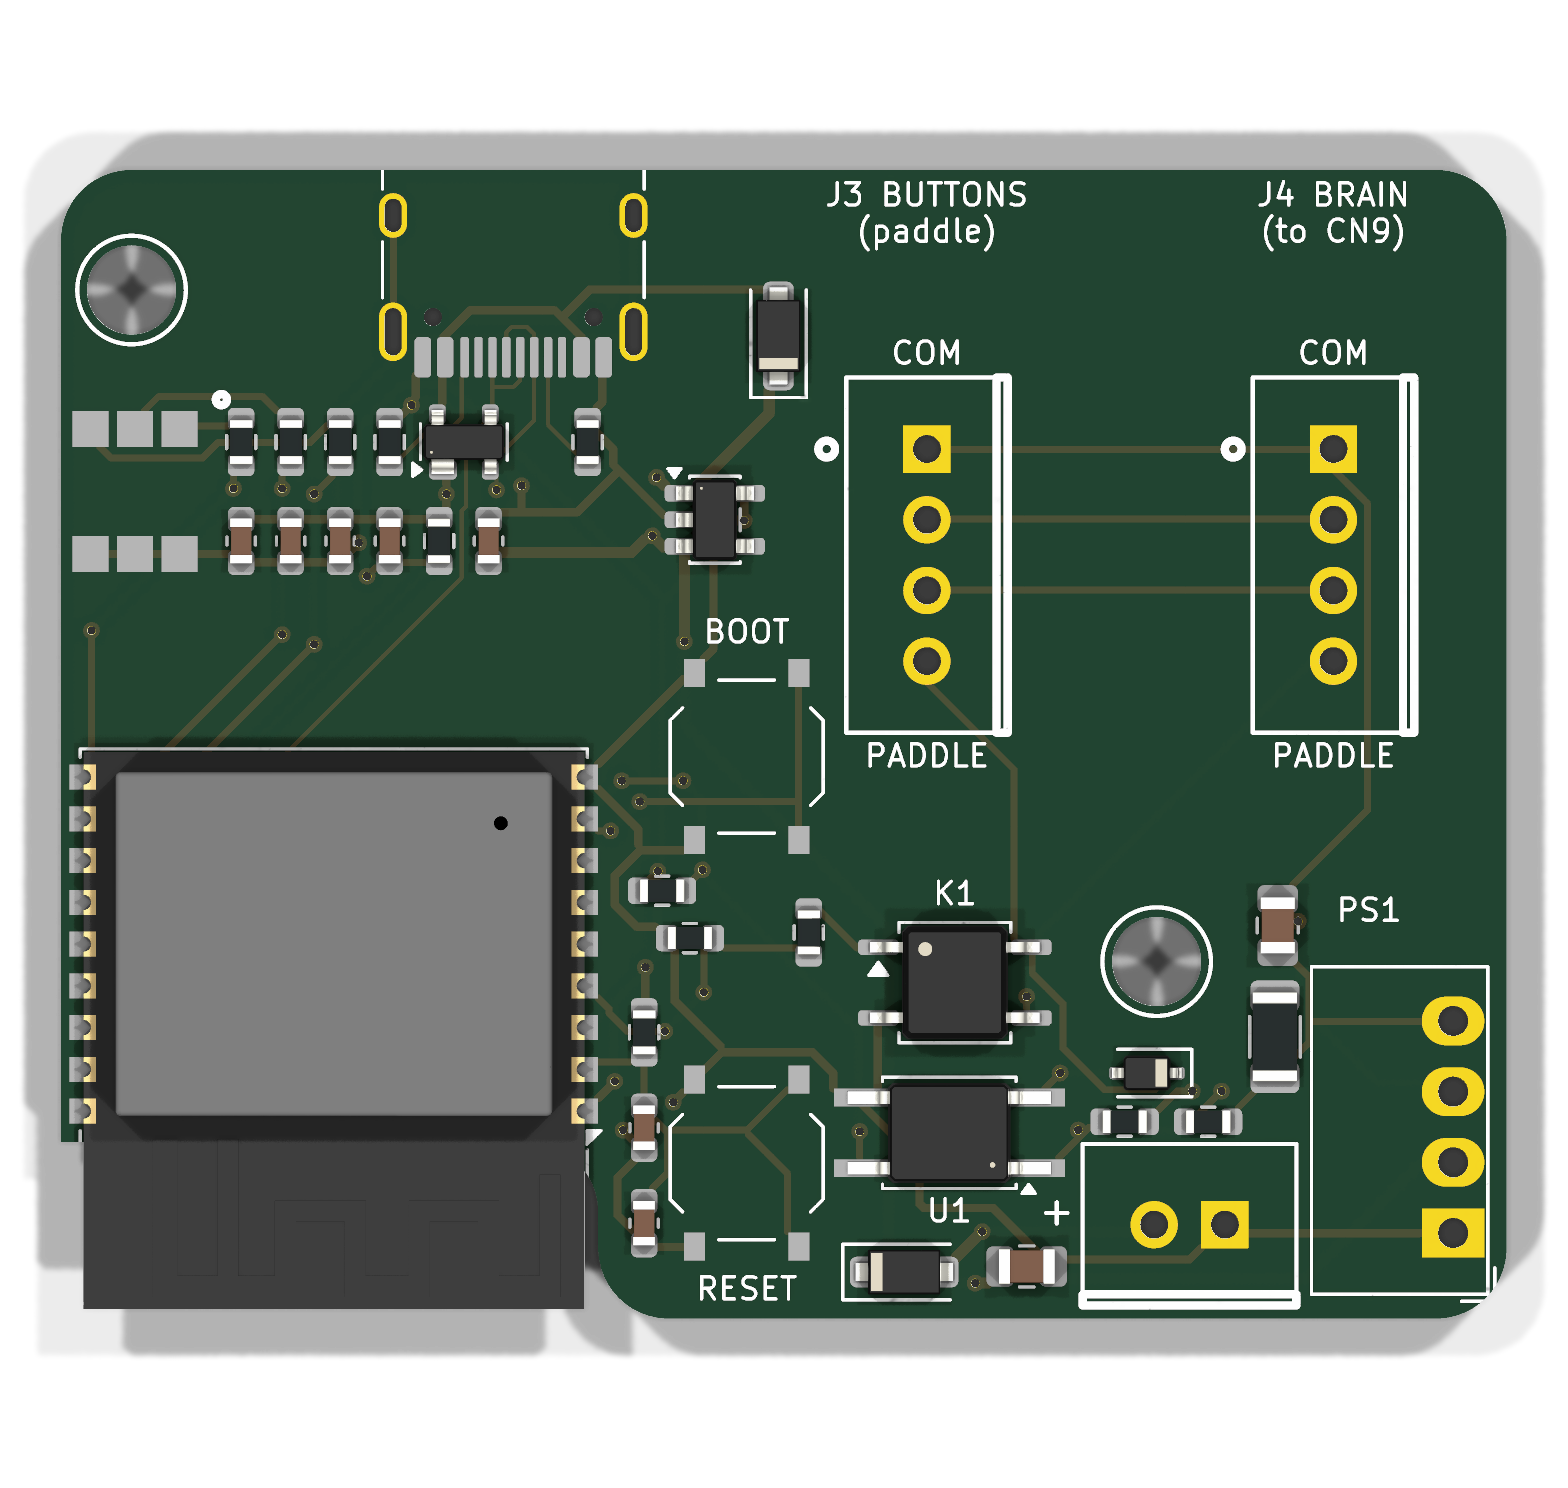 J3 BUTTONS
(paddle)
J4 BRAIN
(to CN9)
COM
COM
BOOT
PADDLE
PADDLE
K1
PS1
U1
+
RESET